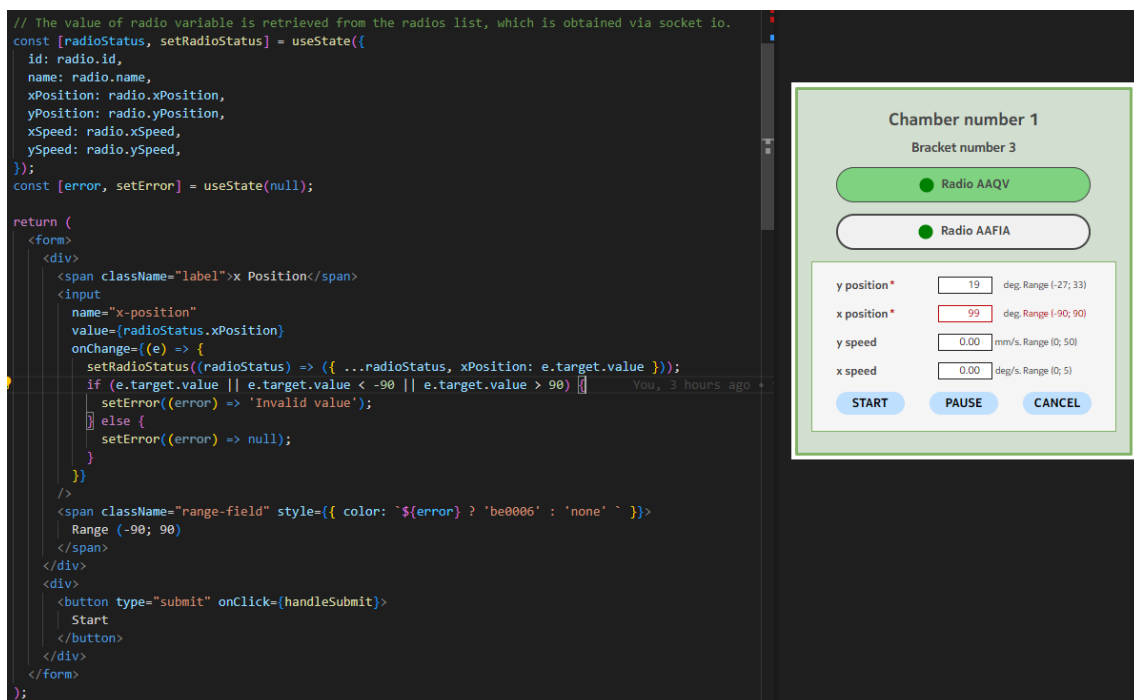 // The value of radio variable is retrieved from the radios list, which is obtained via socket io.
const [radioStatus, setRadioStatus] = useState({
  id: radio.id,
  name: radio.name,
  xPosition: radio.xPosition,
  yPosition: radio.yPosition,
  xSpeed: radio.xSpeed,
  ySpeed: radio.ySpeed,
});
const [error, setError] = useState(null);
return (
  <form>
    <div>
      <span className="label">x Position</span>
      <input
        name="x-position"
        value={radioStatus.xPosition}
        onChange={(e) => {
          setRadioStatus((radioStatus) => ({ ...radioStatus, xPosition: e.target.value }));
          if (e.target.value || e.target.value < -90 || e.target.value > 90) { You, 3 hours ago •
            setError((error) => 'Invalid value');
          } else {
            setError((error) => null);
          }
        }}
      />
      <span className="range-field" style={{ color: `${error} ? 'be0006' : 'none' ` }}>
        Range (-90; 90)
      </span>
    </div>
    <div>
      <button type="submit" onClick={handleSubmit}>
        Start
      </button>
    </div>
  </form>
);
Chamber number 1
Bracket number 3
Radio AAQV
Radio AAFIA
y position* 19 deg. Range (-27; 33)
x position* 99 deg. Range (-90; 90)
y speed 0.00 mm/s. Range (0; 50)
x speed 0.00 deg/s. Range (0; 5)
START PAUSE CANCEL